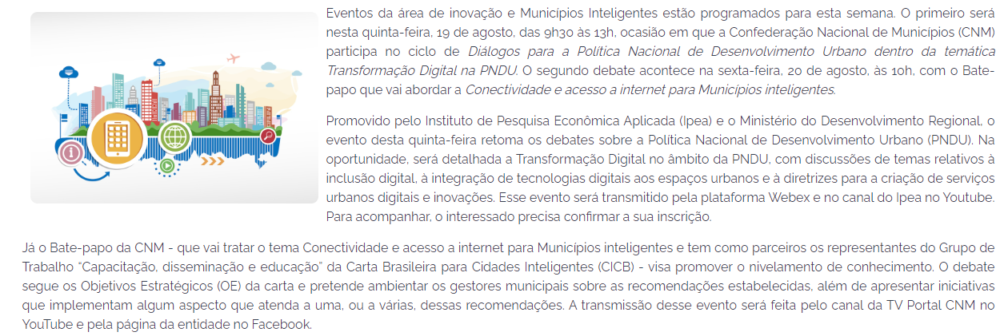 Eventos da área de inovação e Municípios Inteligentes estão programados para esta semana. O primeiro será
nesta quinta-feira, 19 de agosto, das 9h30 às 13h, ocasião em que a Confederação Nacional de Municípios (CNM)
participa no ciclo de Diálogos para a Política Nacional de Desenvolvimento Urbano dentro da temática
Transformação Digital na PNDU. O segundo debate acontece na sexta-feira, 20 de agosto, às 10h, com o Bate-
papo que vai abordar a Conectividade e acesso a internet para Municípios inteligentes.
Promovido pelo Instituto de Pesquisa Econômica Aplicada (Ipea) e o Ministério do Desenvolvimento Regional, o
evento desta quinta-feira retoma os debates sobre a Política Nacional de Desenvolvimento Urbano (PNDU). Na
oportunidade, será detalhada a Transformação Digital no âmbito da PNDU, com discussões de temas relativos à
inclusão digital, à integração de tecnologias digitais aos espaços urbanos e à diretrizes para a criação de serviços
urbanos digitais e inovações. Esse evento será transmitido pela plataforma Webex e no canal do Ipea no Youtube.
Para acompanhar, o interessado precisa confirmar a sua inscrição.
Já o Bate-papo da CNM - que vai tratar o tema Conectividade e acesso a internet para Municípios inteligentes e tem como parceiros os representantes do Grupo de
Trabalho “Capacitação, disseminação e educação” da Carta Brasileira para Cidades Inteligentes (CICB) - visa promover o nivelamento de conhecimento. O debate
segue os Objetivos Estratégicos (OE) da carta e pretende ambientar os gestores municipais sobre as recomendações estabelecidas, além de apresentar iniciativas
que implementam algum aspecto que atenda a uma, ou a várias, dessas recomendações. A transmissão desse evento será feita pelo canal da TV Portal CNM no
YouTube e pela página da entidade no Facebook.